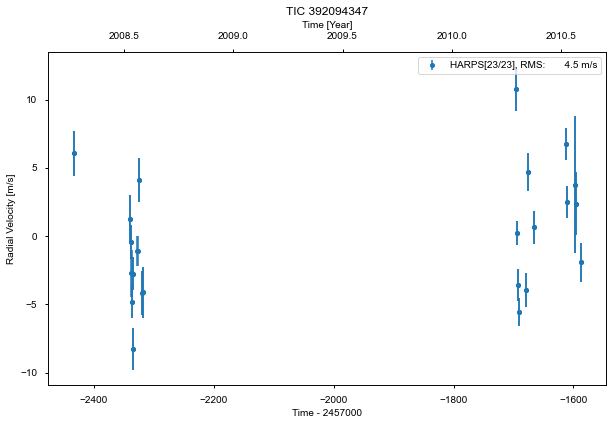 TIC 392094347
Time [Year]
2008.5 2009.0 2009.5 2010.0 2010.5
HARPS[23/23], RMS: 4.5 m/s
10
5
0
−5
−10
Radial Velocity [m/s]
−2400 −2200 −2000 −1800 −1600
Time - 2457000